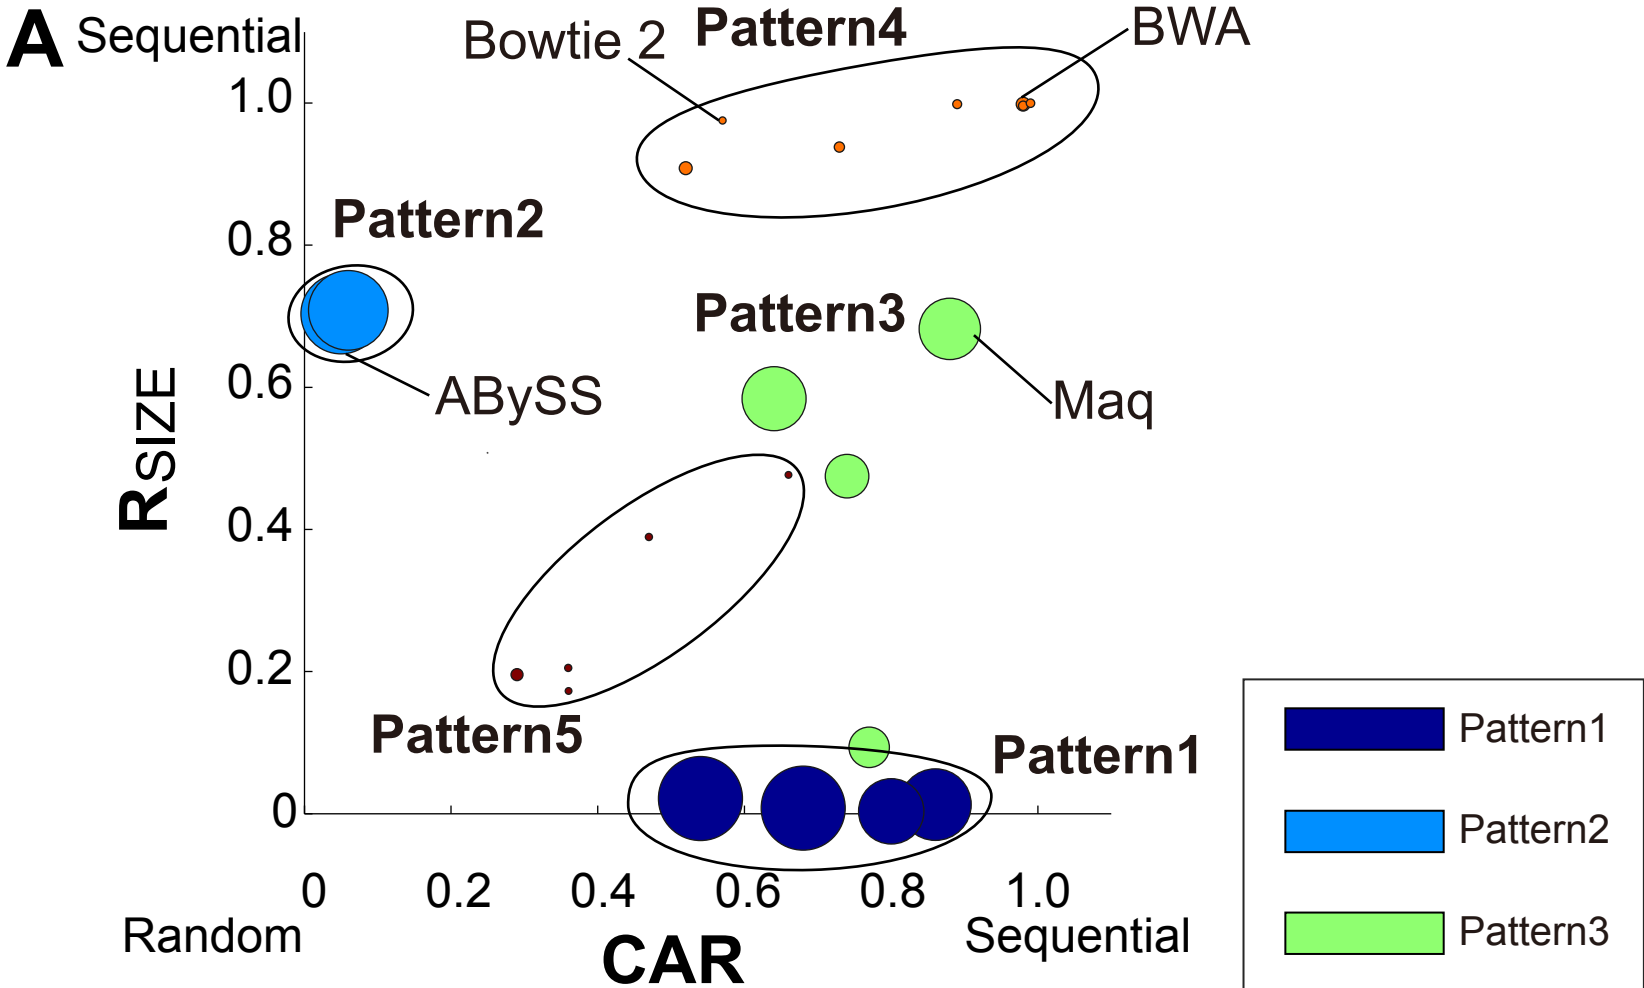 A
Sequential
Bowtie 2
Pattern4
BWA
1.0
Pattern2
0.8
Pattern3
0.6
ABySS
Maq
RSIZE
0.4
0.2
Pattern5
Pattern1
0
0 0.2 0.4 0.6 0.8 1.0
Random
CAR
Sequential
Pattern1
Pattern2
Pattern3